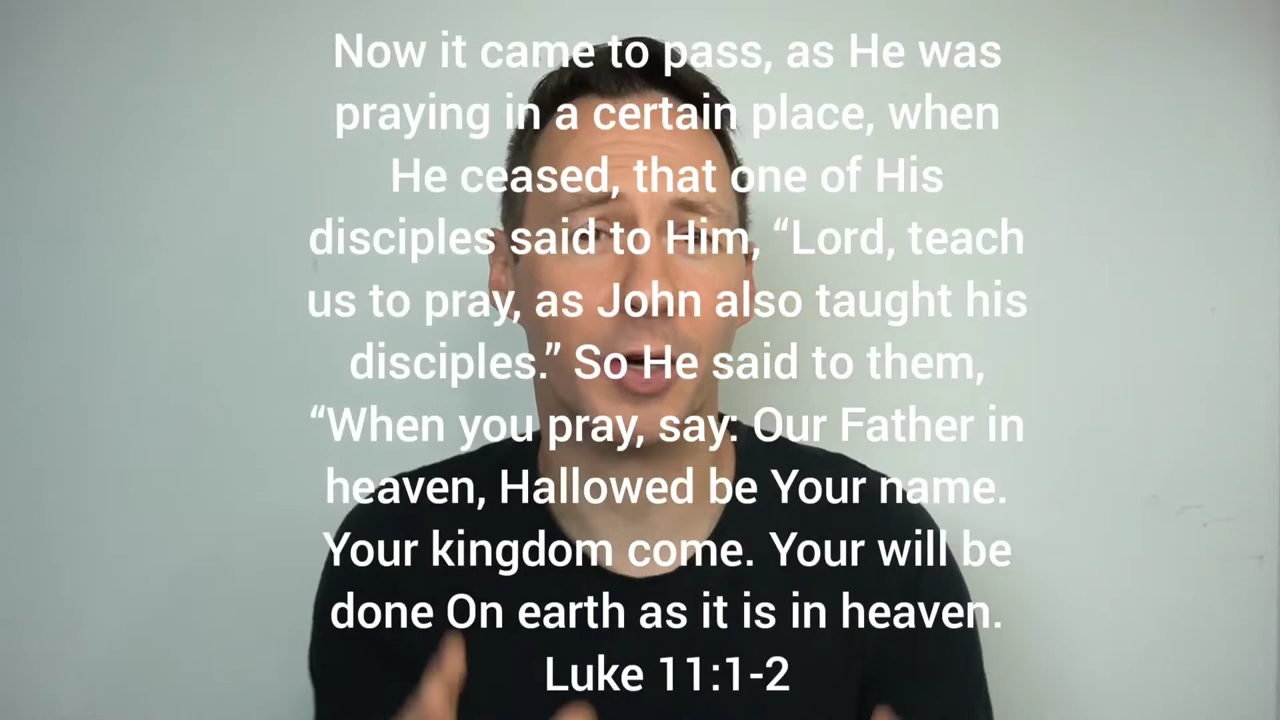 Now it came to pass, as He was
praying in a certain place, when
He ceased, that one of His
disciples said to Him, “Lord, teach
us to pray, as John also taught his
disciples.” So He said to them,
“When you pray, say: Our Father in
heaven, Hallowed be Your name.
Your kingdom come. Your will be
done On earth as it is in heaven.
Luke 11:1-2